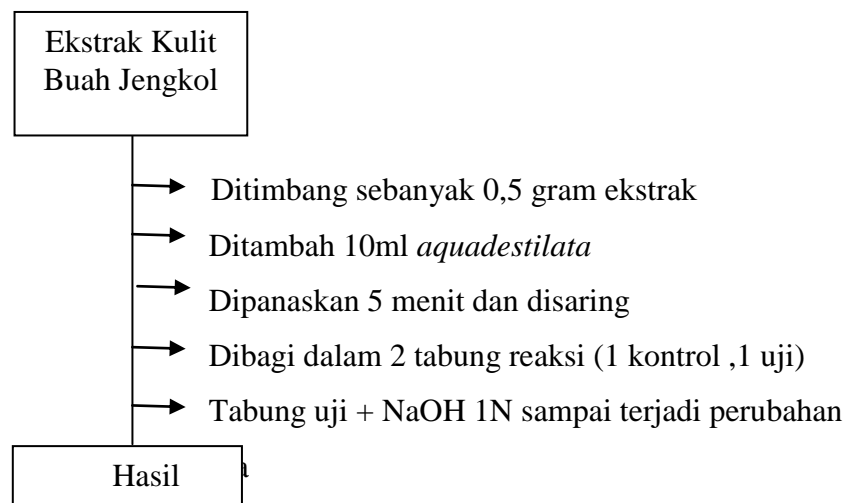 Ekstrak Kulit
Buah Jengkol
Ditimbang sebanyak 0,5 gram ekstrak
Ditambah 10ml aquadestilata
Dipanaskan 5 menit dan disaring
Dibagi dalam 2 tabung reaksi (1 kontrol ,1 uji)
Tabung uji + NaOH 1N sampai terjadi perubahan
Hasil